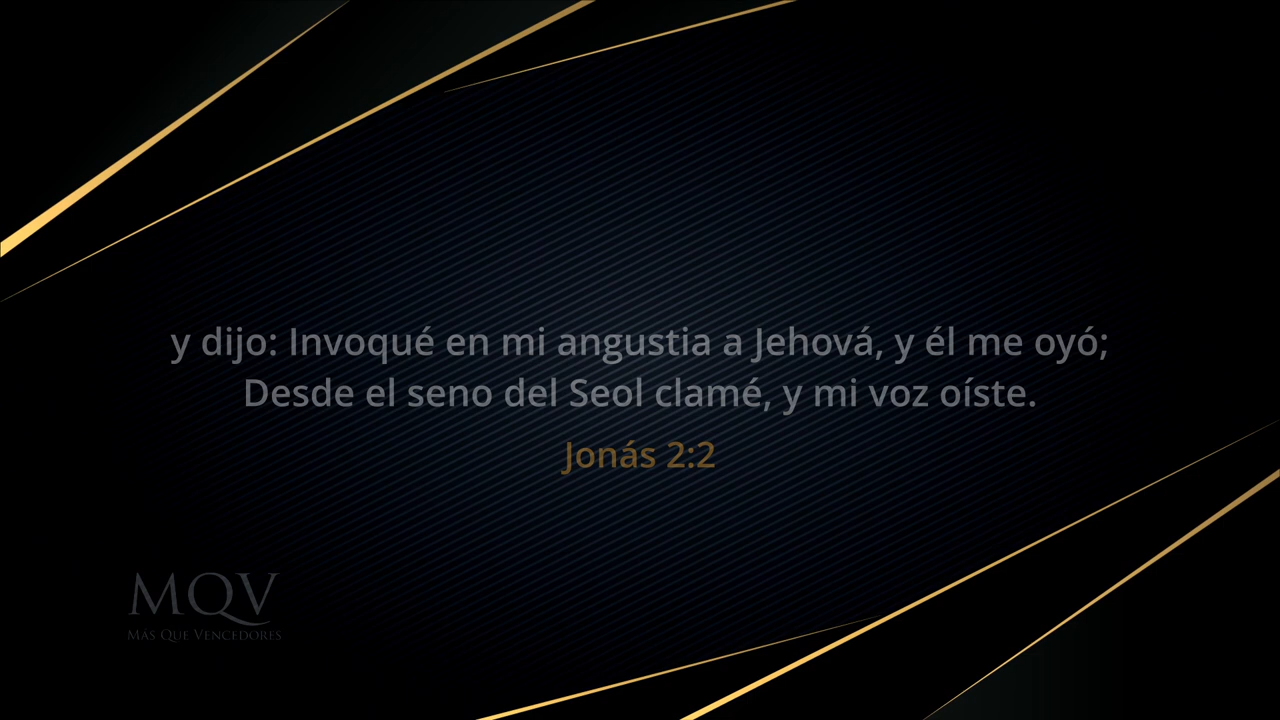 y dijo: Invoqué en mi angustia a Jehová, y él me oyó;
Desde el seno del Seol clamé, y mi voz oíste.
Jonás 2:2
MQV
Más Que Vencedores